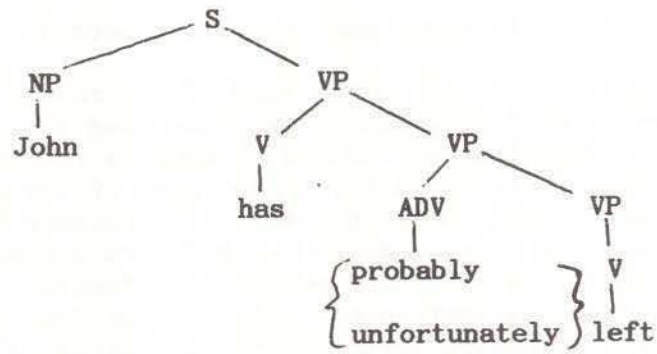 S
NP VP
John V VP
has ADV VP
probably V
unfortunately left